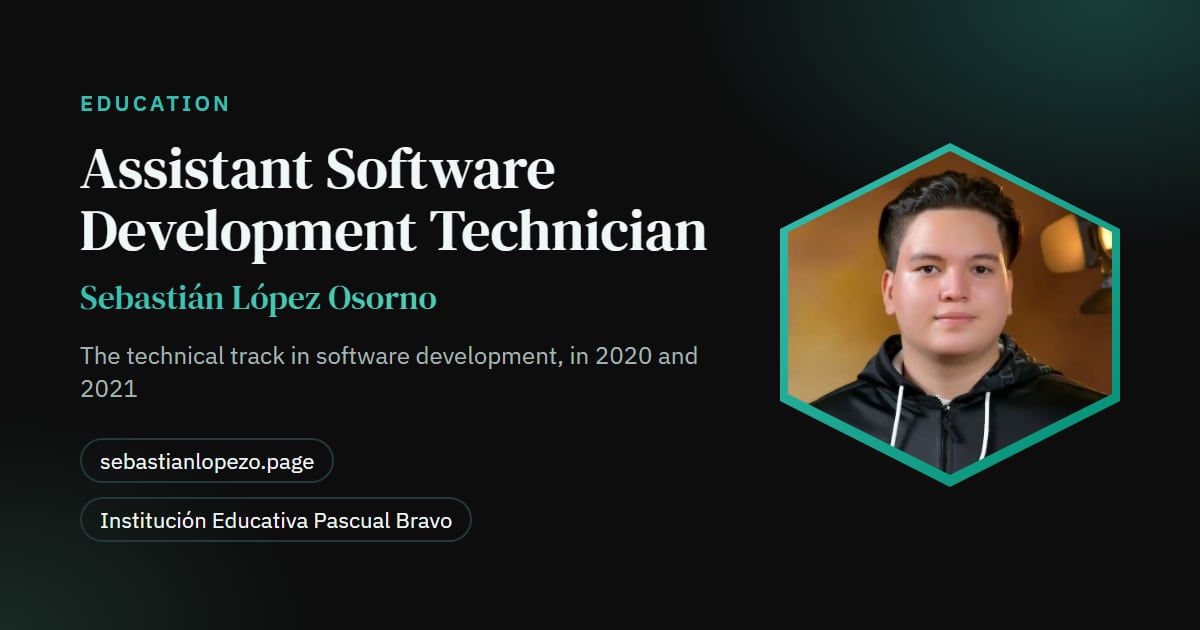 EDUCATION
Assistant Software
Development Technician
Sebastián López Osorno
The technical track in software development, in 2020 and
2021
sebastianlopezo.page
Institución Educativa Pascual Bravo